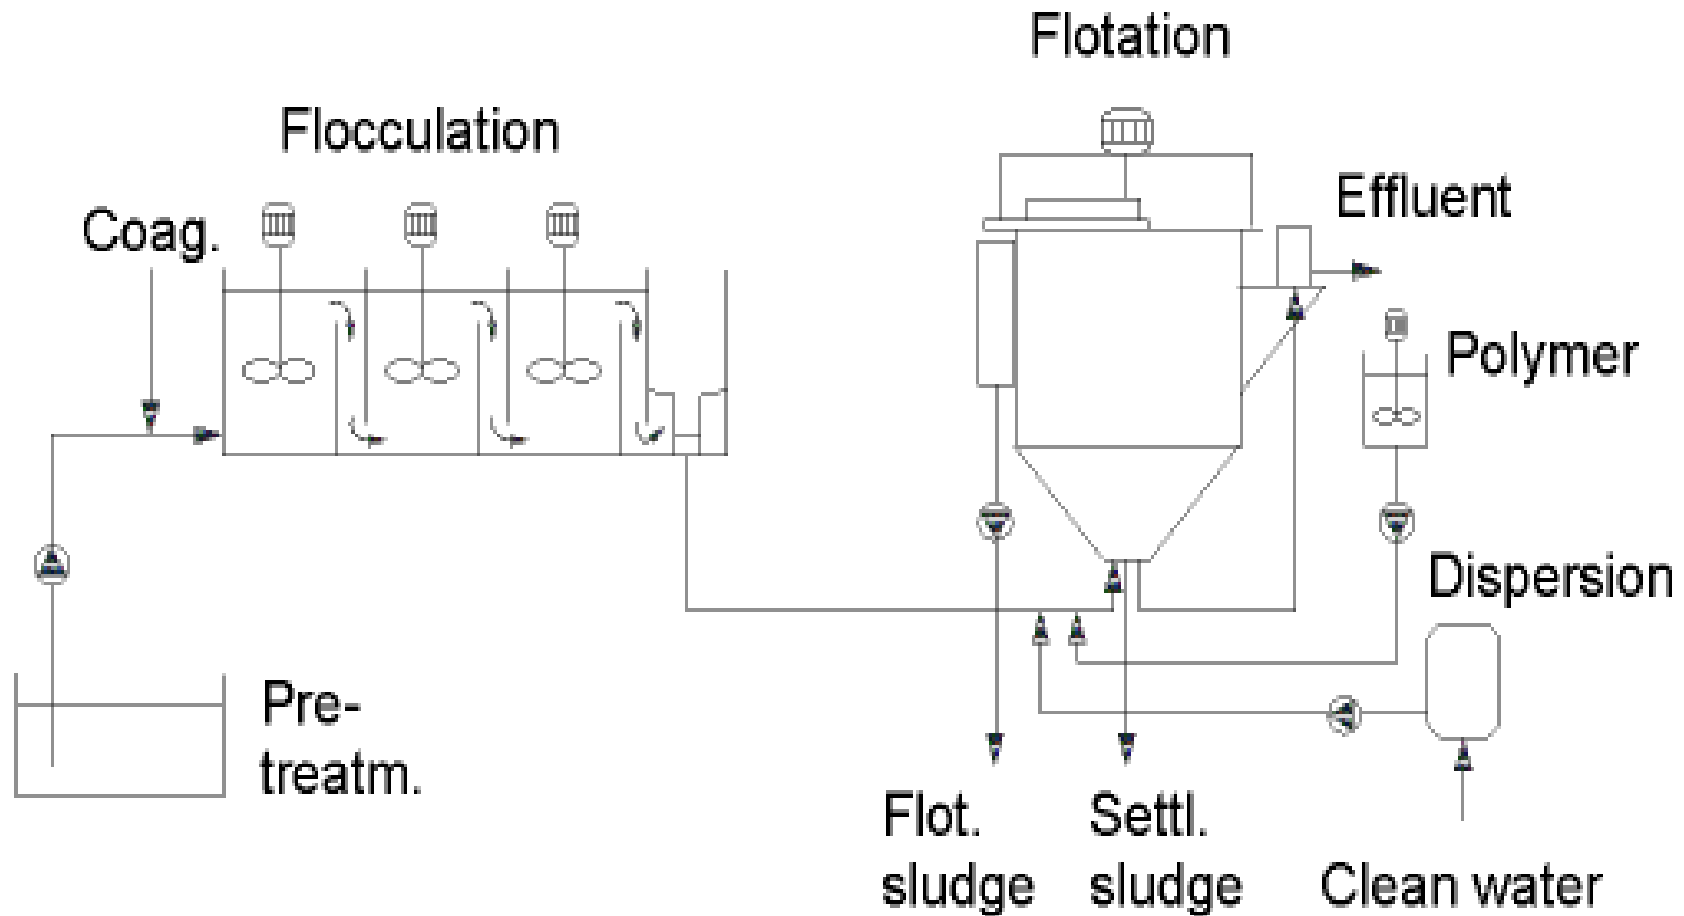 Flotation
Flocculation
Coag.
Effluent
Polymer
Dispersion
Pre-
treatm.
Flot.
sludge
Settl.
sludge
Clean water